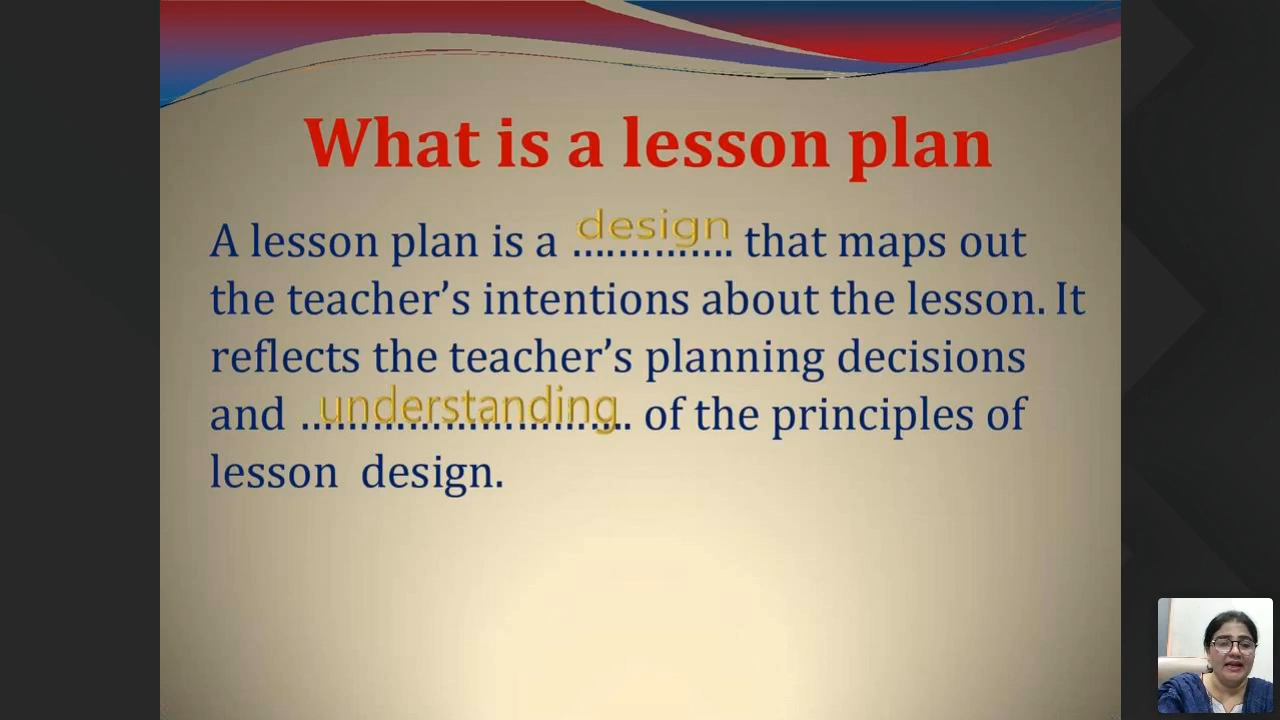 What is a lesson plan
A lesson plan is a ....design.... that maps out
the teacher’s intentions about the lesson. It
reflects the teacher’s planning decisions
and ....understanding.... of the principles of
lesson  design.